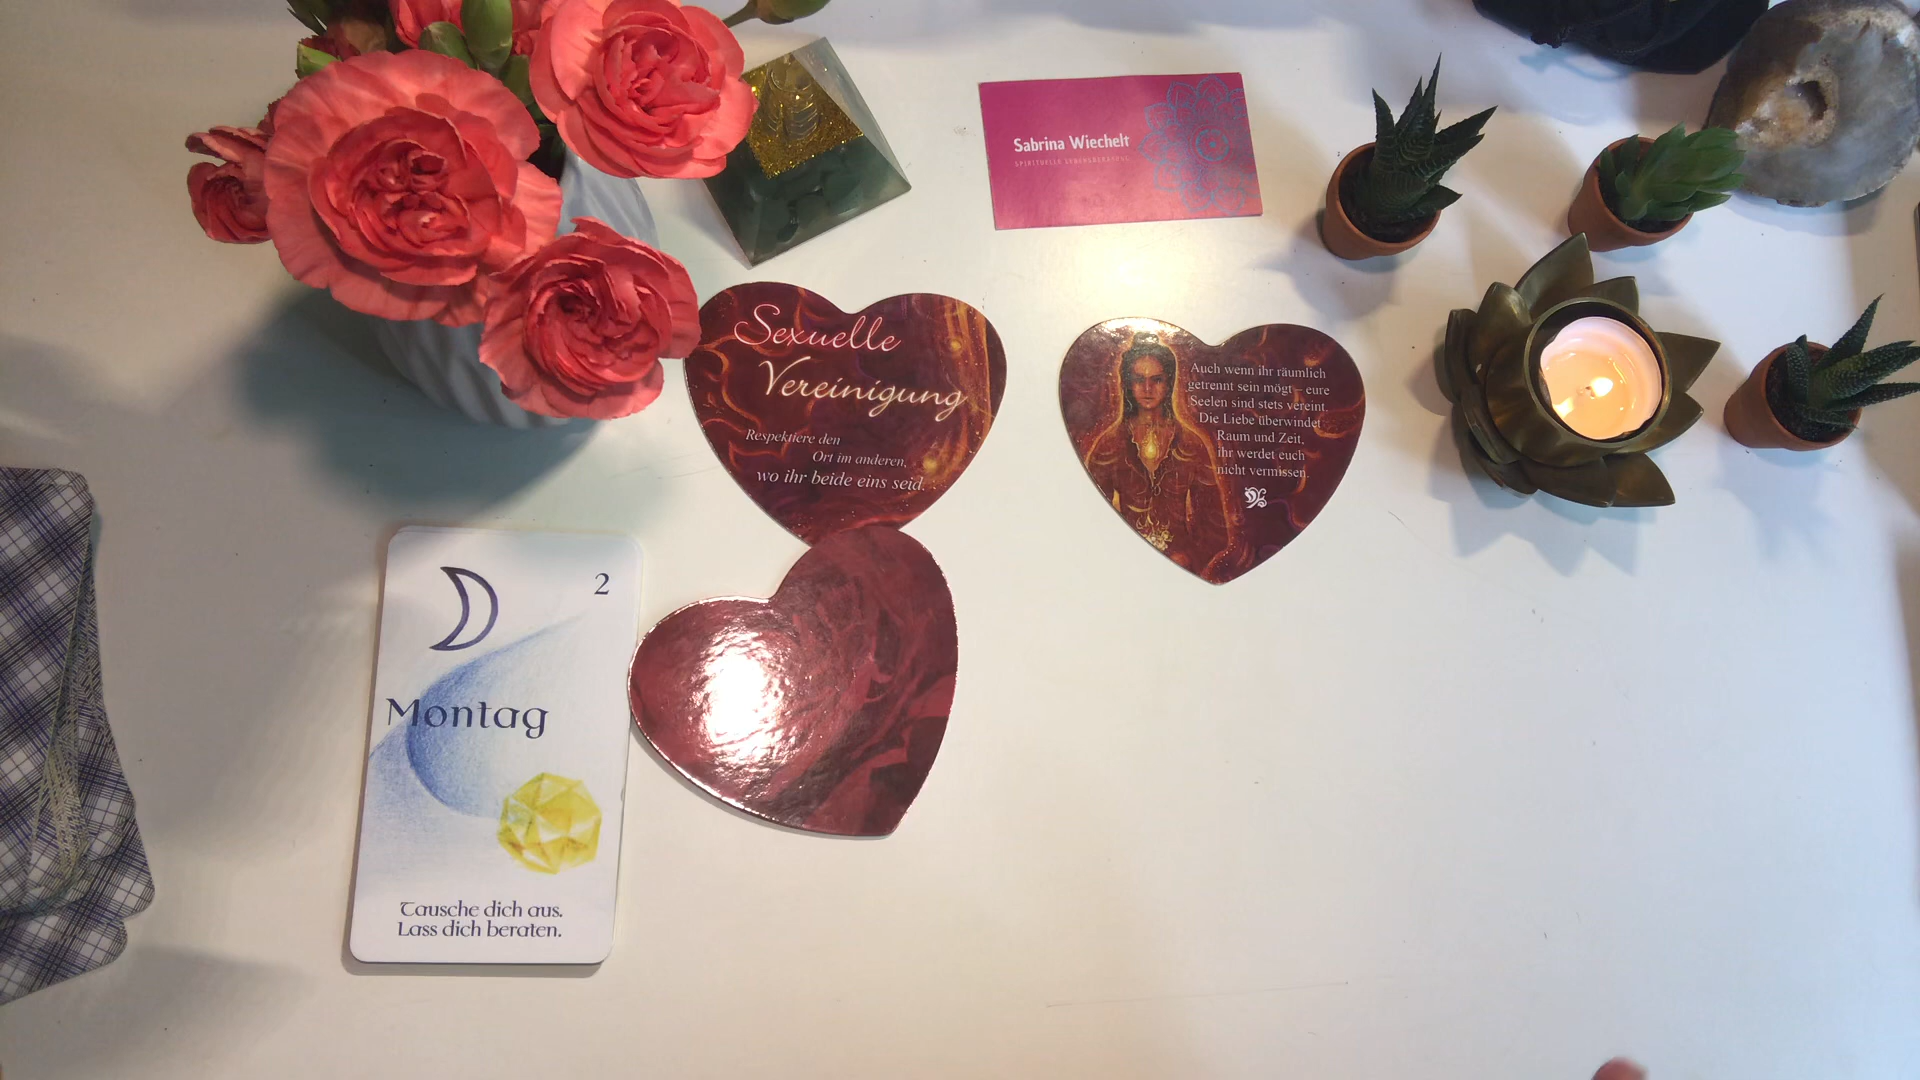 Sabrina Wiechelt
SPIRITUELLE LEBENSBERATUNG
Sexuelle
Vereinigung
Respektiere den
Ort im anderen,
wo ihr beide eins seid.
Auch wenn ihr räumlich
getrennt sein mögt – eure
Seelen sind stets vereint.
Die Liebe überwindet
Raum und Zeit,
ihr werdet euch
nicht vermissen.
2
Montag
Tausche dich aus.
Lass dich beraten.